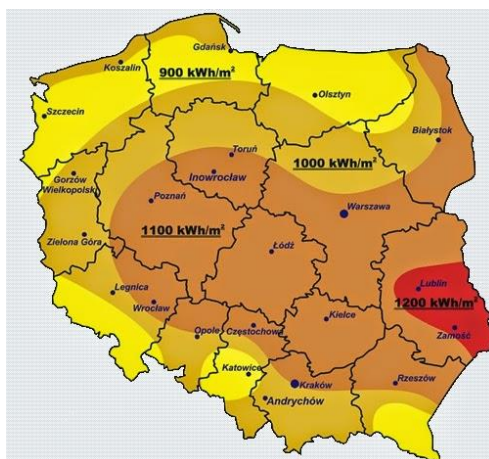 Gdańsk
Koszalin
900 kWh/m²
Szczecin
Olsztyn
Białystok
Toruń
1000 kWh/m²
Gorzów
Wielkopolsk
Inowrocław
Poznań
Warszawa
1100 kWh/m²
Zielona Góra
Łódź
Legnica
Lublin
Wrocław
1200 kWh/m²
Kielce
Opole
Częstochowa
Zamość
Katowice
Kraków
Rzeszów
Andrychów